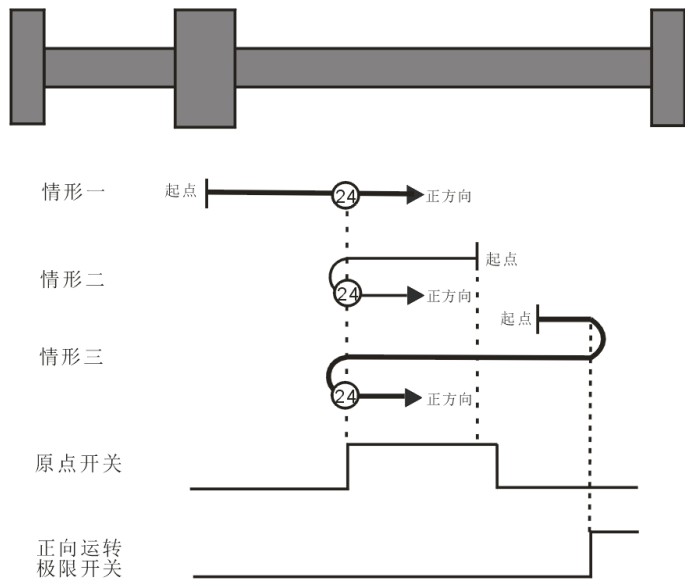 情形一
起点
24
正方向
情形二
起点
24
正方向
起点
情形三
24
正方向
原点开关
正向运转
极限开关